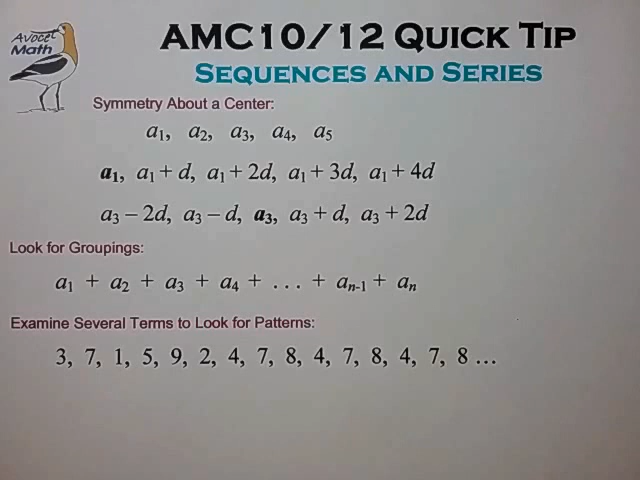 Avocet
Math
AMC10/12 QUICK TIP
SEQUENCES AND SERIES
Symmetry About a Center:
a₁, a₂, a₃, a₄, a₅
a₁, a₁ + d, a₁ + 2d, a₁ + 3d, a₁ + 4d
a₃ – 2d, a₃ – d, a₃, a₃ + d, a₃ + 2d
Look for Groupings:
a₁ + a₂ + a₃ + a₄ + . . . + aₙ₋₁ + aₙ
Examine Several Terms to Look for Patterns:
3, 7, 1, 5, 9, 2, 4, 7, 8, 4, 7, 8, 4, 7, 8 …